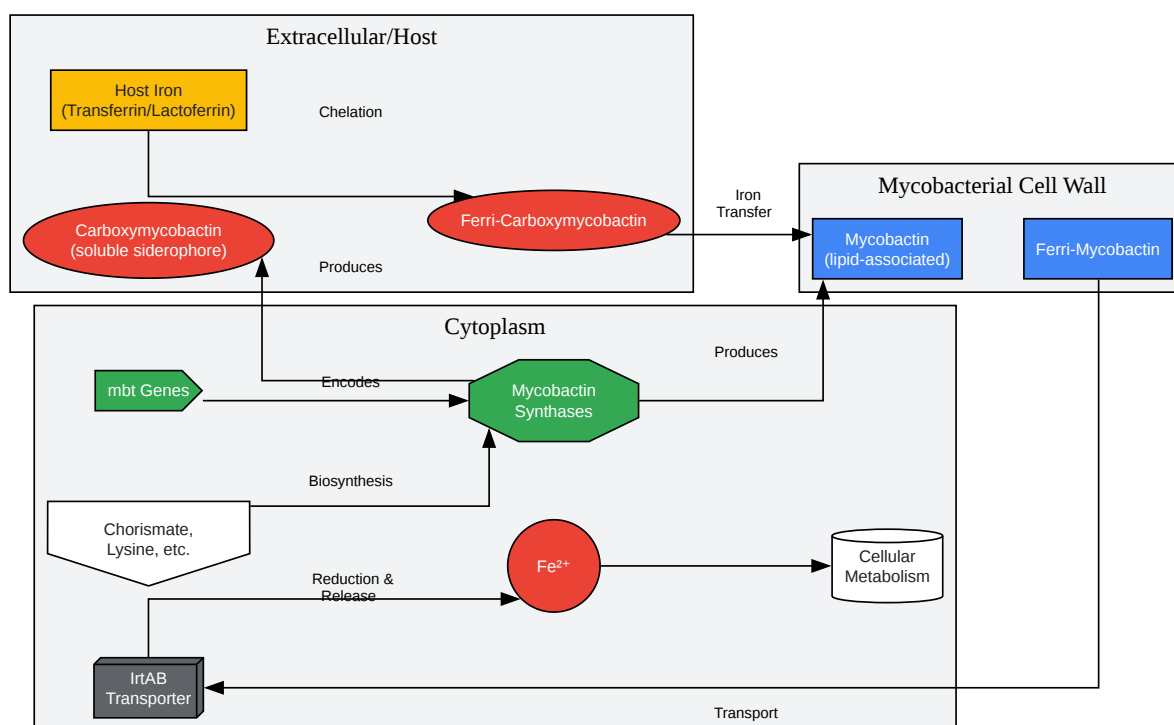 Extracellular/Host
Host Iron
(Transferrin/Lactoferrin)
Chelation
Carboxymycobactin
(soluble siderophore)
Ferri-Carboxymycobactin
Iron
Transfer
Produces
Mycobacterial Cell Wall
Mycobactin
(lipid-associated)
Ferri-Mycobactin
Cytoplasm
Produces
mbt Genes
Encodes
Mycobactin
Synthases
Biosynthesis
Chorismate,
Lysine, etc.
Reduction &
Release
Fe²⁺
Cellular
Metabolism
IrtAB
Transporter
Transport